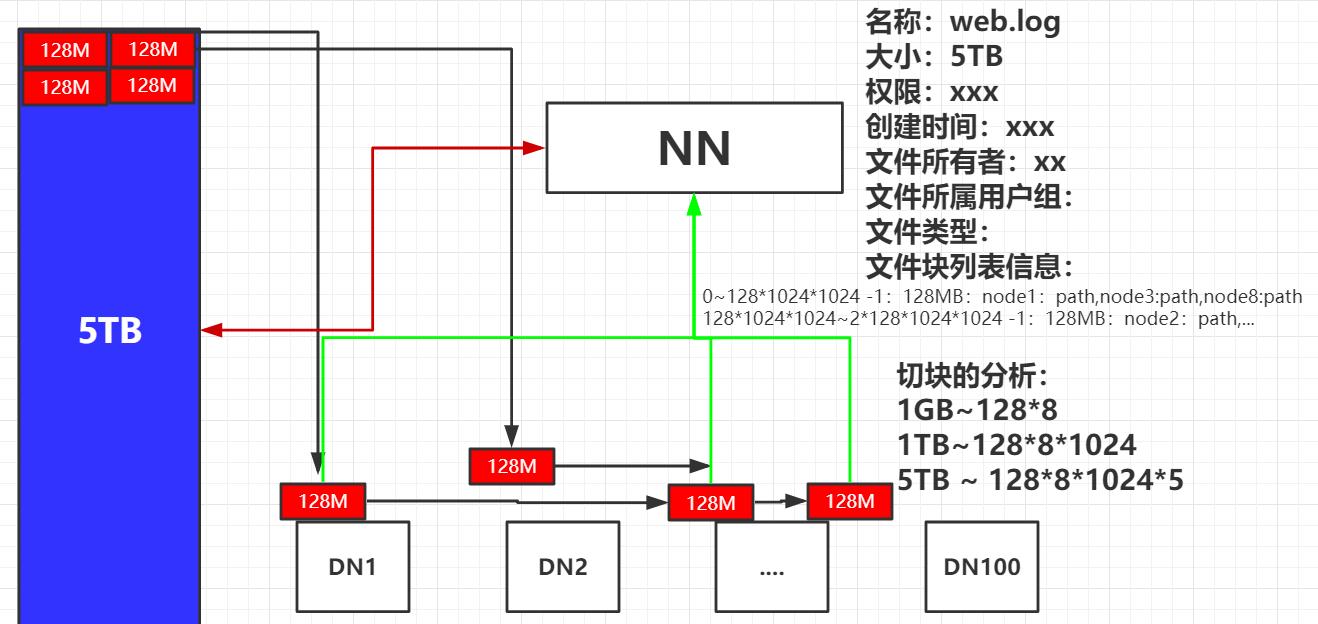 128M 128M
128M 128M
5TB
NN
名称：web.log
大小：5TB
权限：xxx
创建时间：xxx
文件所有者：xx
文件所属用户组：
文件类型：
文件块列表信息：
0~128*1024*1024 -1：128MB：node1：path,node3:path,node8:path
128*1024*1024~2*128*1024*1024 -1：128MB：node2：path,...
切块的分析：
1GB~128*8
1TB~128*8*1024
5TB ~ 128*8*1024*5
128M
128M
128M
128M
DN1
DN2
....
DN100